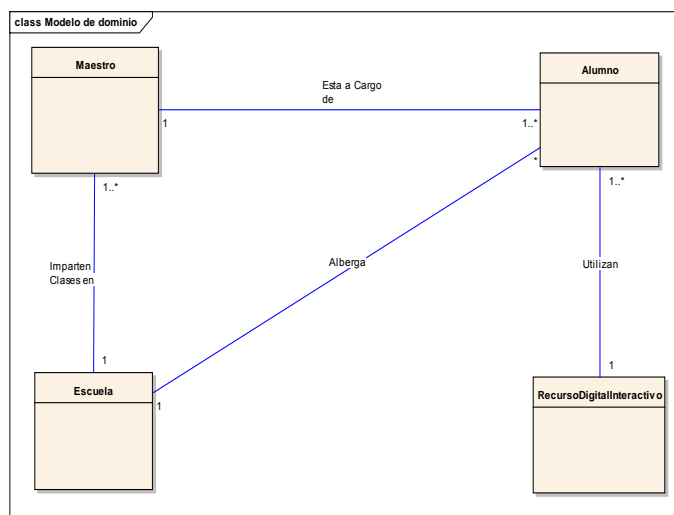 class Modelo de dominio
Maestro
Alumno
Esta a Cargo
de
1
1..*
*
1..*
1..*
Imparten
Clases en
Alberga
Utilizan
1
1
1
Escuela
RecursoDigitalInteractivo